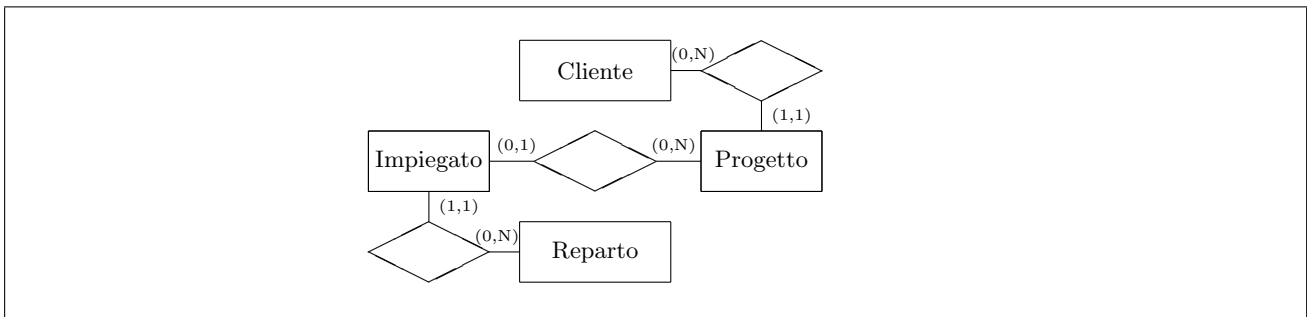 Cliente (0,N)
(1,1)
Impiegato (0,1) (0,N) Progetto
(1,1)
(0,N) Reparto